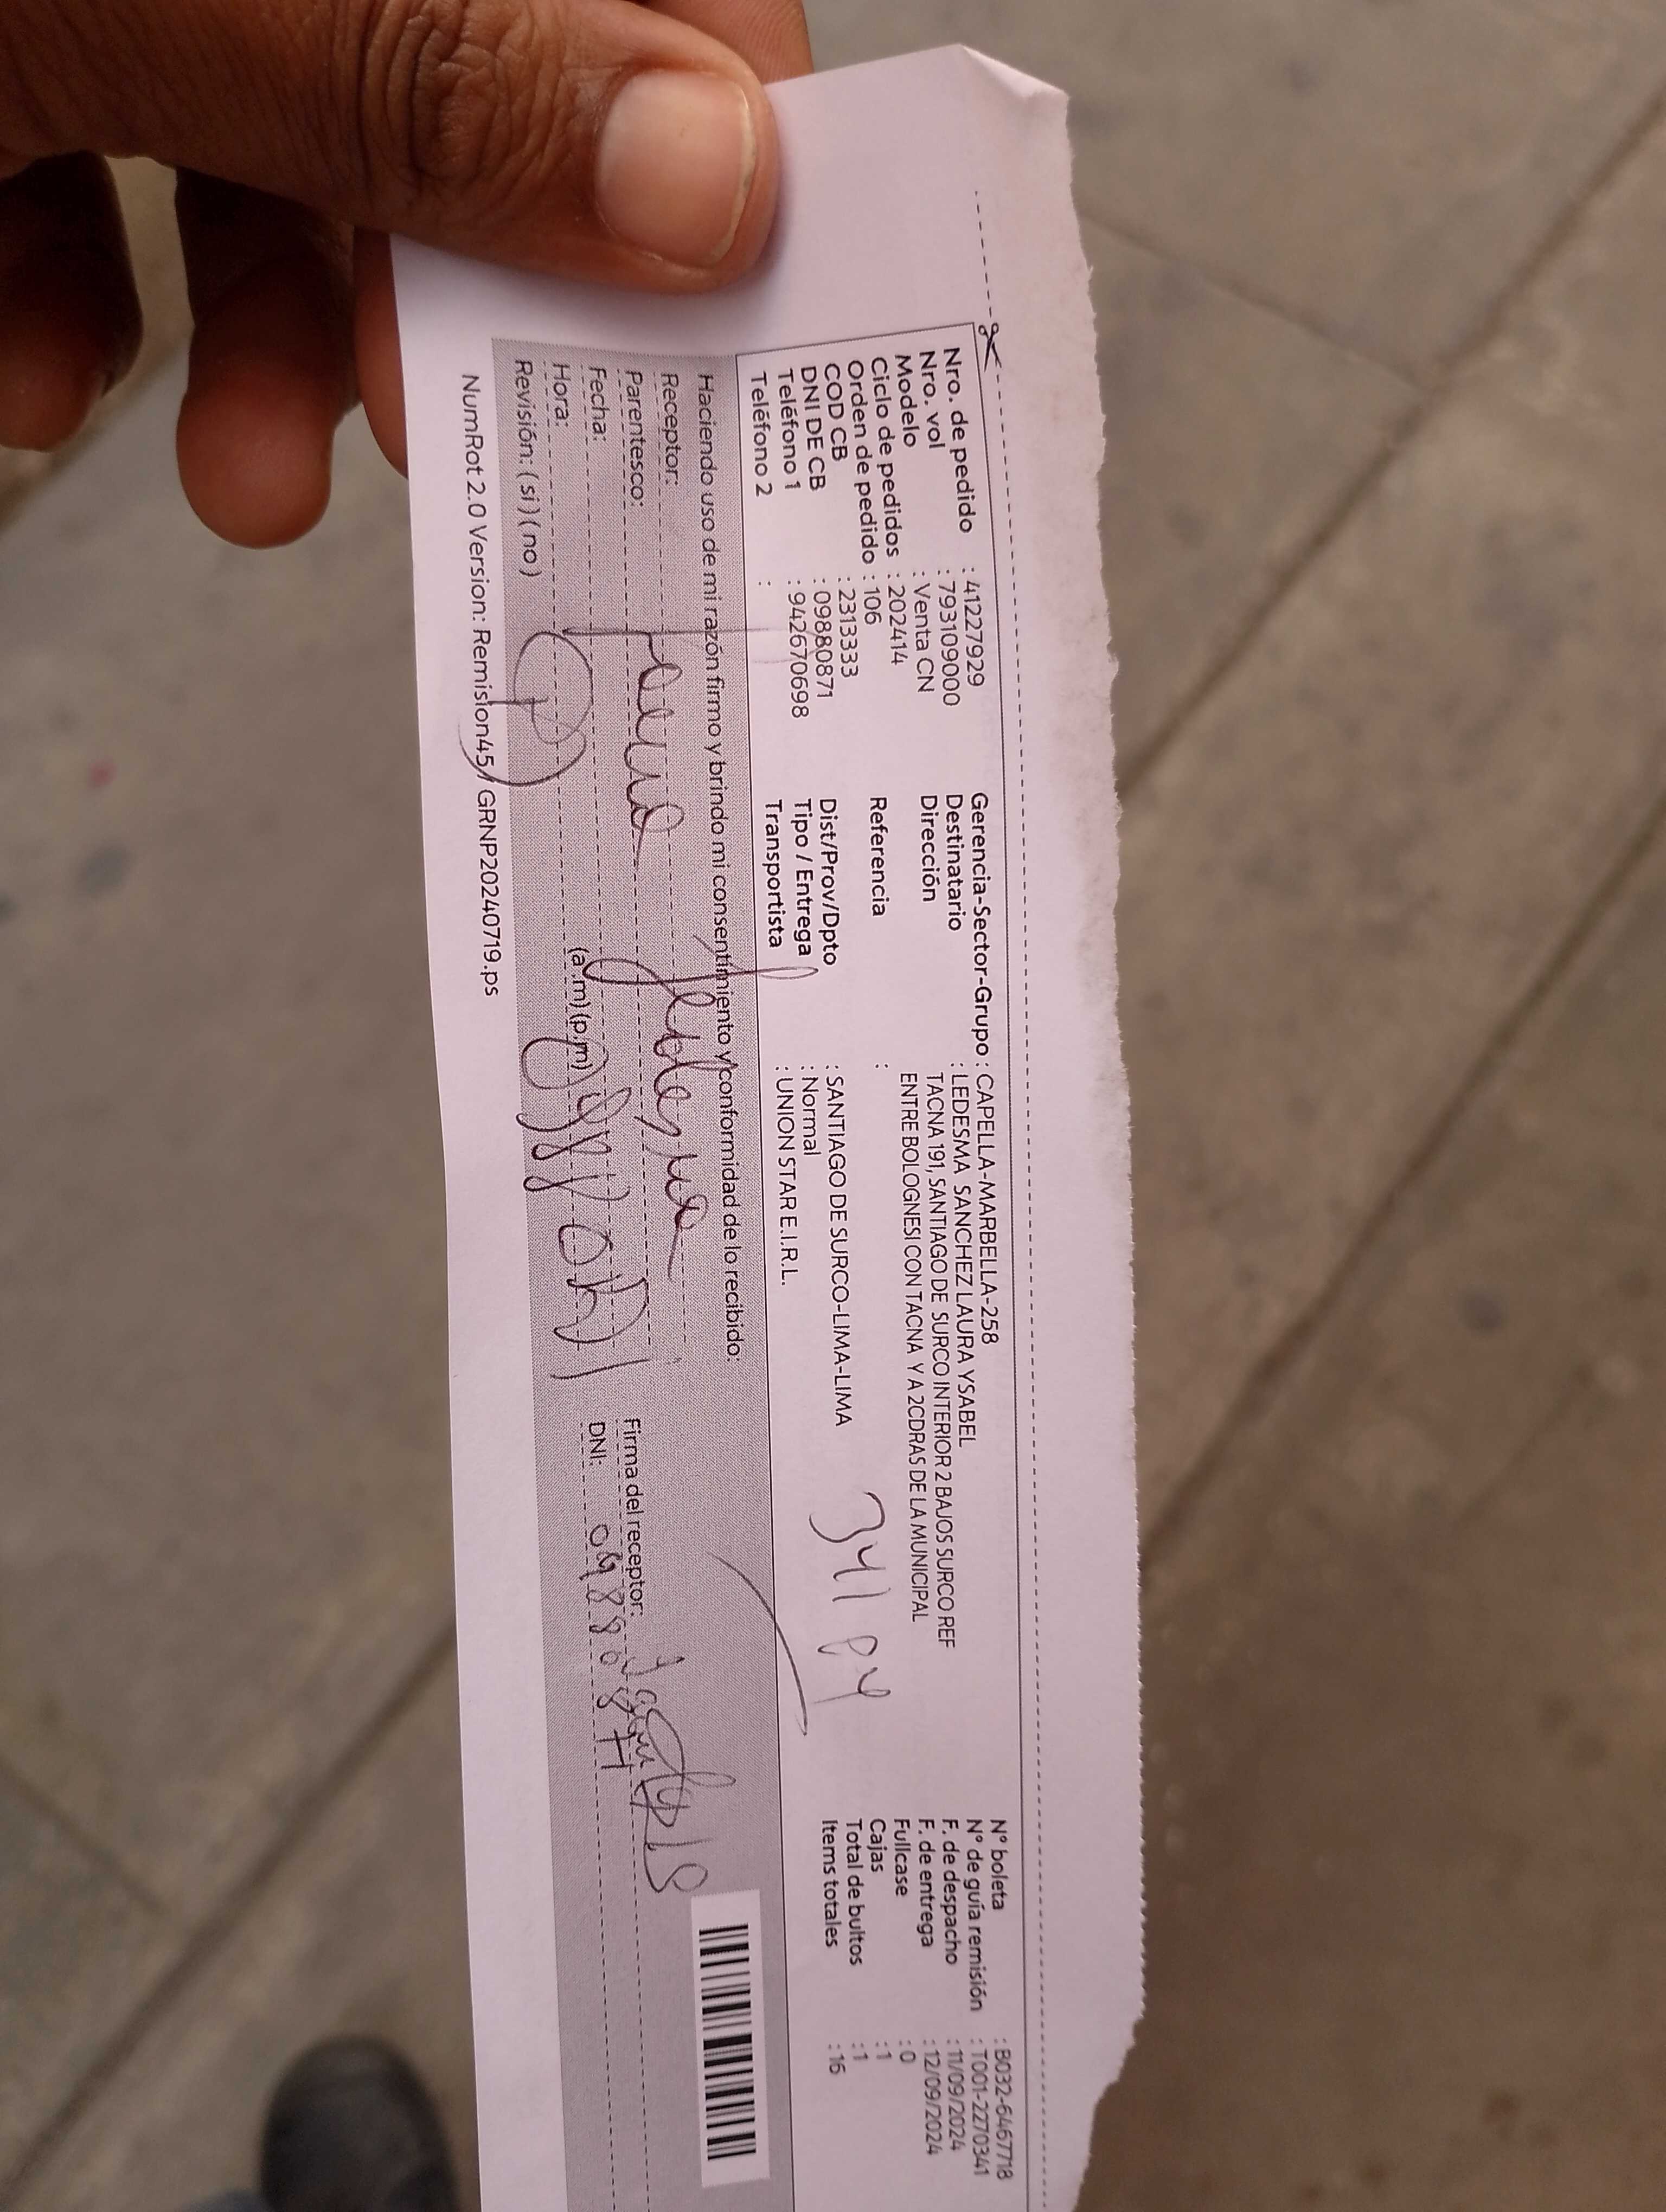 Nro. de pedido : 41227929
Nro. vol : 793109000
Modelo : Venta CN
Ciclo de pedidos : 202414
Orden de pedido : 106
COD CB : 2313333
DNI DE CB : 09880871
Teléfono 1 : 942670698
Teléfono 2 :
Gerencia-Sector-Grupo : CAPELLA-MARBELLA-258
Destinatario : LEDESMA SANCHEZ LAURA YSABEL
Dirección TACNA 191, SANTIAGO DE SURCO INTERIOR 2 BAJOS SURCO REF
ENTRE BOLOGNESI CON TACNA Y A 2CDRAS DE LA MUNICIPAL
Referencia :
Dist/Prov/Dpto : SANTIAGO DE SURCO-LIMA-LIMA
Tipo / Entrega : Normal
Transportista : UNION STAR E.I.R.L.
341 04
N° boleta : B032-6467718
N° de guía remisión : T001-2270341
F. de despacho : 11/09/2024
F. de entrega : 12/09/2024
Fullcase : 0
Cajas : 1
Total de bultos : 1
Items totales : 16
Haciendo uso de mi razón firmo y brindo mi consentimiento y conformidad de lo recibido:
Receptor: Laura Ledesma
Parentesco:
Fecha:
Hora: (a.m) (p.m)
Revisión: ( si ) ( no )
Firma del receptor:
DNI: 09880871
NumRot 2.0 Version: Remision45 / GRNP20240719.ps